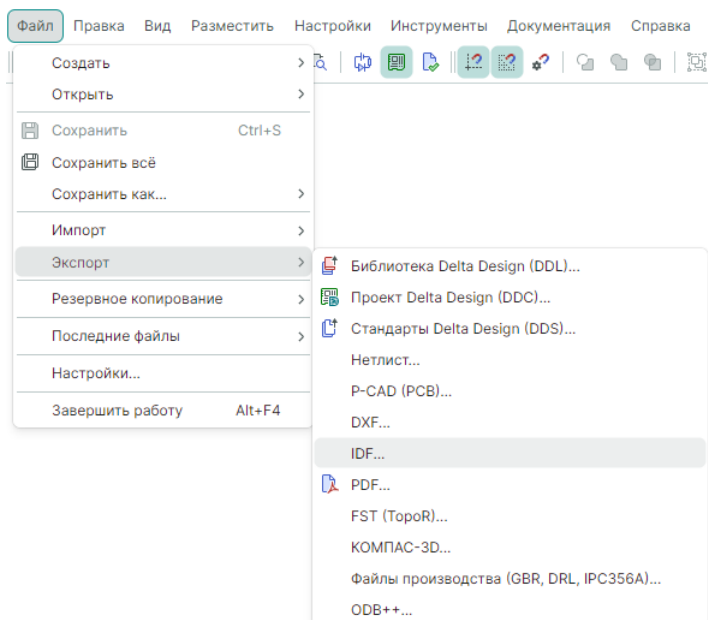 Файл Правка Вид Разместить Настройки Инструменты Документация Справка
Создать
Открыть
Сохранить Ctrl+S
Сохранить всё
Сохранить как...
Импорт
Экспорт
Резервное копирование
Последние файлы
Настройки...
Завершить работу Alt+F4
Библиотека Delta Design (DDL)...
Проект Delta Design (DDC)...
Стандарты Delta Design (DDS)...
Нетлист...
P-CAD (PCB)...
DXF...
IDF...
PDF...
FST (TopoR)...
КОМПАС-3D...
Файлы производства (GBR, DRL, IPC356A)...
ODB++...